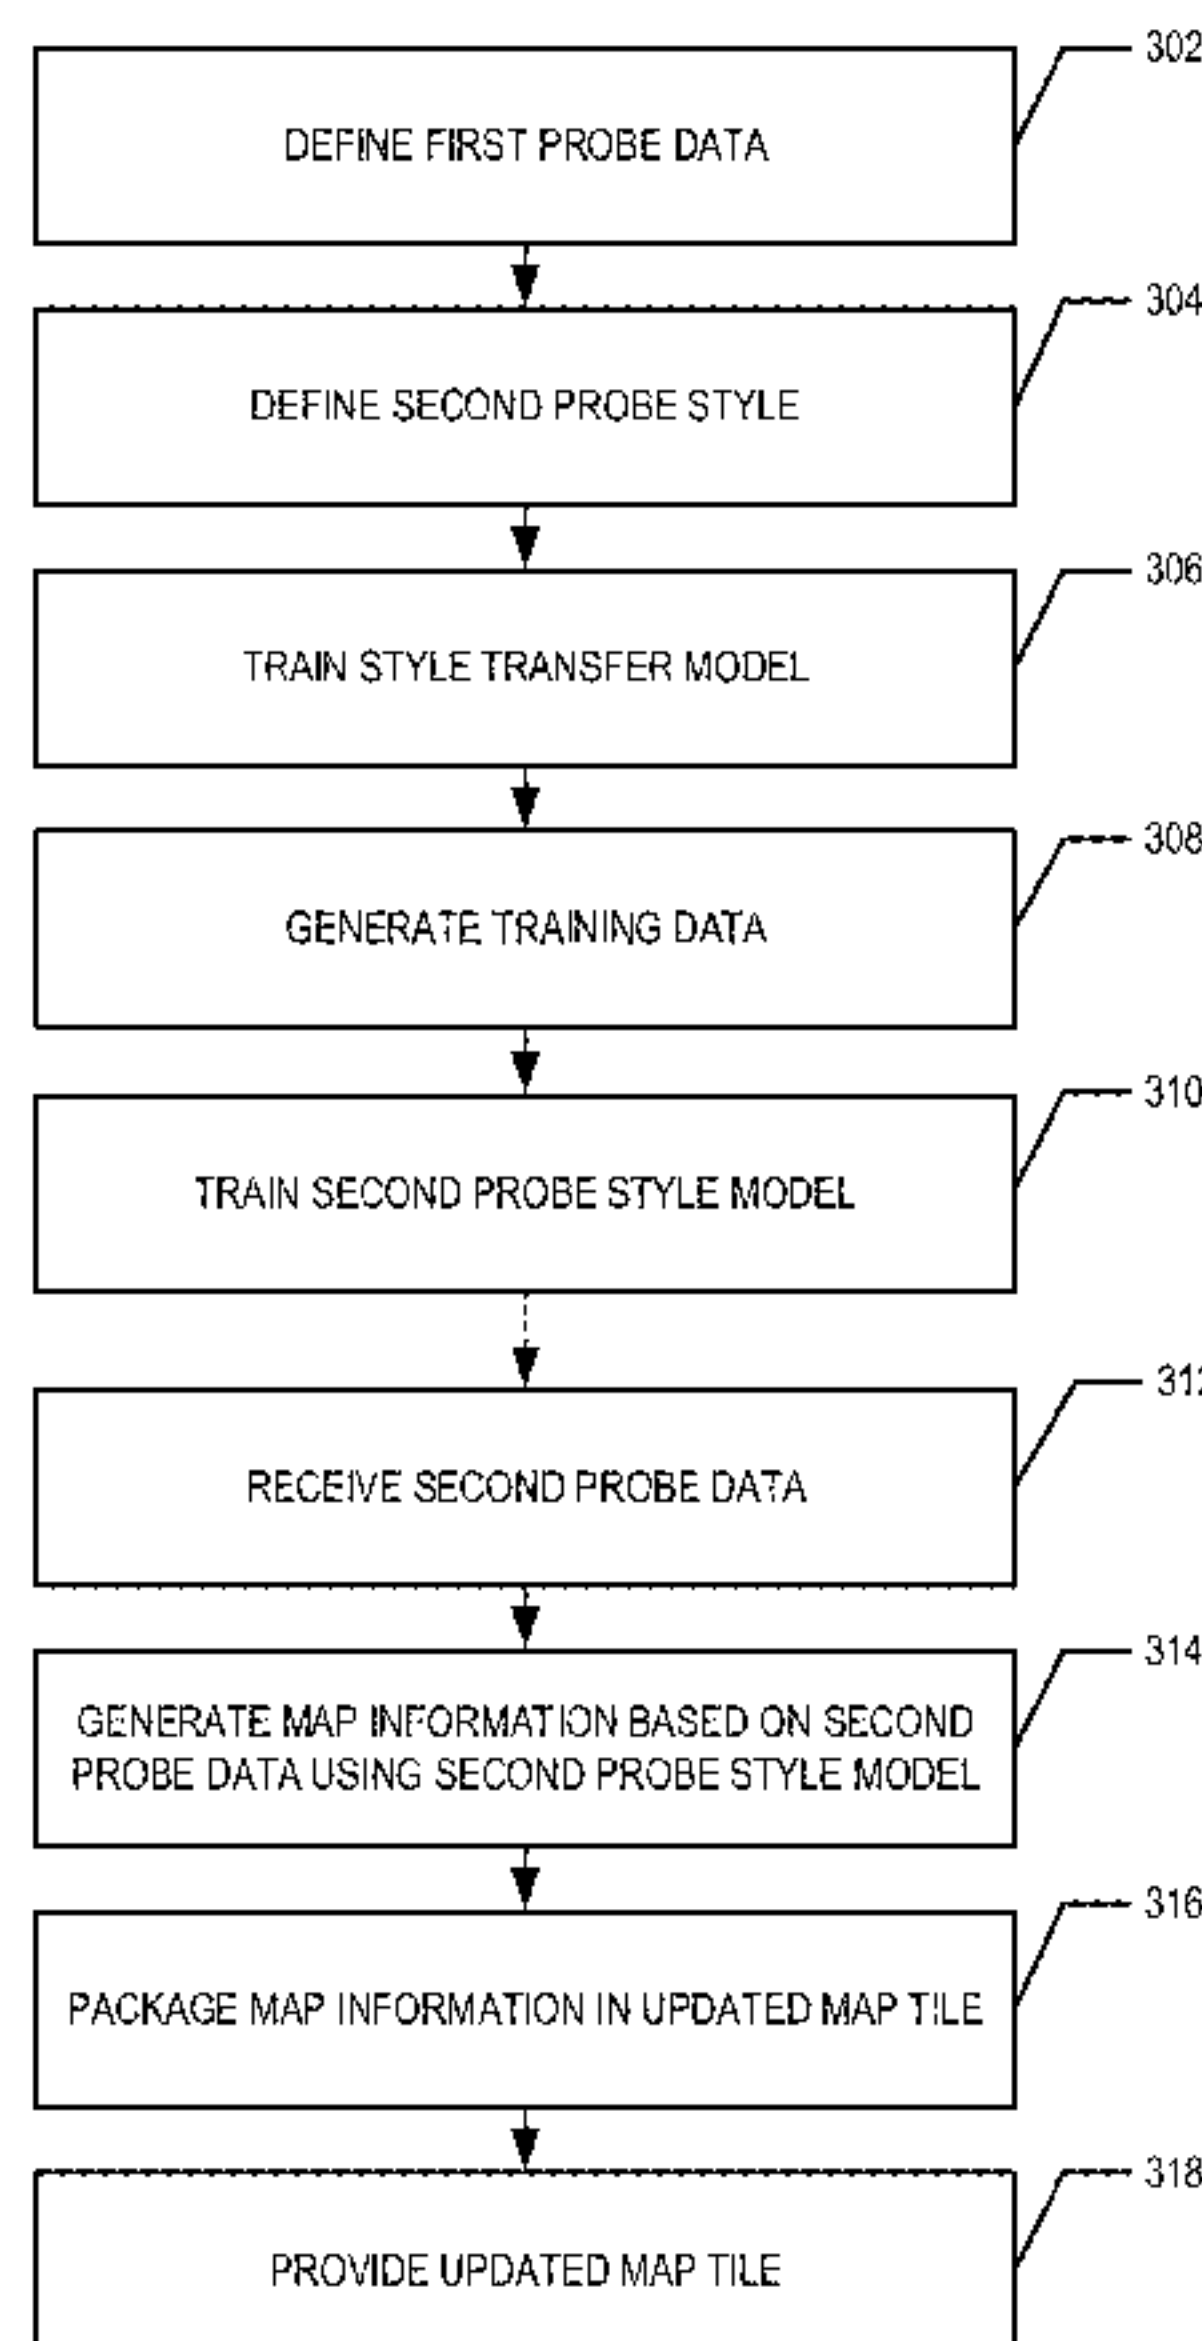 302
DEFINE FIRST PROBE DATA
304
DEFINE SECOND PROBE STYLE
306
TRAIN STYLE TRANSFER MODEL
308
GENERATE TRAINING DATA
310
TRAIN SECOND PROBE STYLE MODEL
312
RECEIVE SECOND PROBE DATA
314
GENERATE MAP INFORMATION BASED ON SECOND
PROBE DATA USING SECOND PROBE STYLE MODEL
316
PACKAGE MAP INFORMATION IN UPDATED MAP TILE
318
PROVIDE UPDATED MAP TILE